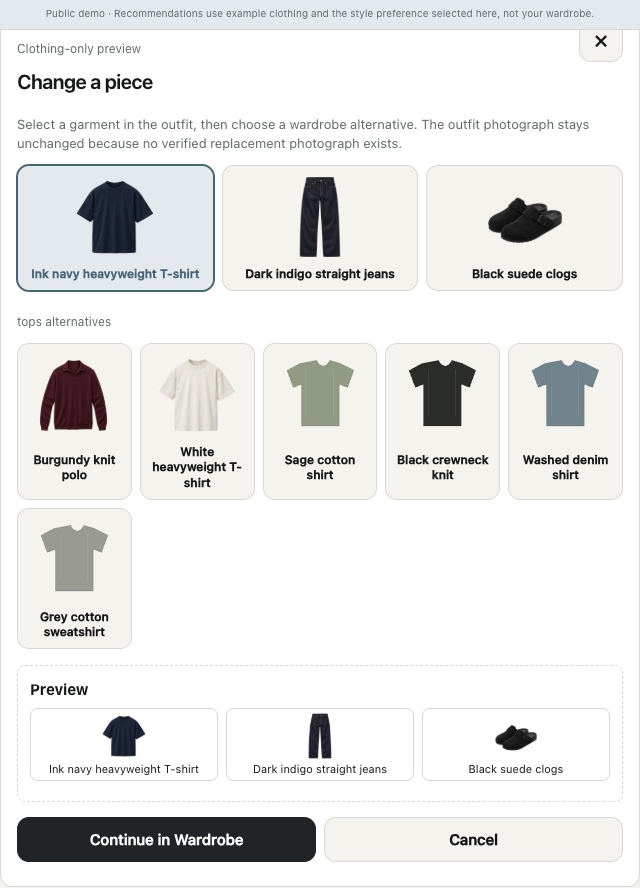 Public demo · Recommendations use example clothing and the style preference selected here, not your wardrobe.
Clothing-only preview
Change a piece
Select a garment in the outfit, then choose a wardrobe alternative. The outfit photograph stays
unchanged because no verified replacement photograph exists.
Ink navy heavyweight T-shirt
Dark indigo straight jeans
Black suede clogs
tops alternatives
Burgundy knit
polo
White
heavyweight T-
shirt
Sage cotton
shirt
Black crewneck
knit
Washed denim
shirt
Grey cotton
sweatshirt
Preview
Ink navy heavyweight T-shirt
Dark indigo straight jeans
Black suede clogs
Continue in Wardrobe
Cancel